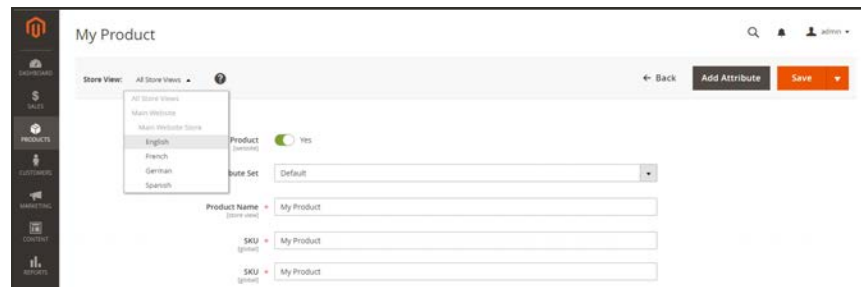 My Product
admin
DASHBOARD
Store View: All Store Views
← Back
Add Attribute
Save
SALES
All Store Views
Main Website
Main Website Store
English
French
German
Spanish
Product
[website]
Yes
PRODUCTS
bute Set
Default
CUSTOMERS
Product Name * My Product
[store view]
MARKETING
SKU * My Product
[global]
CONTENT
SKU * My Product
[global]
REPORTS